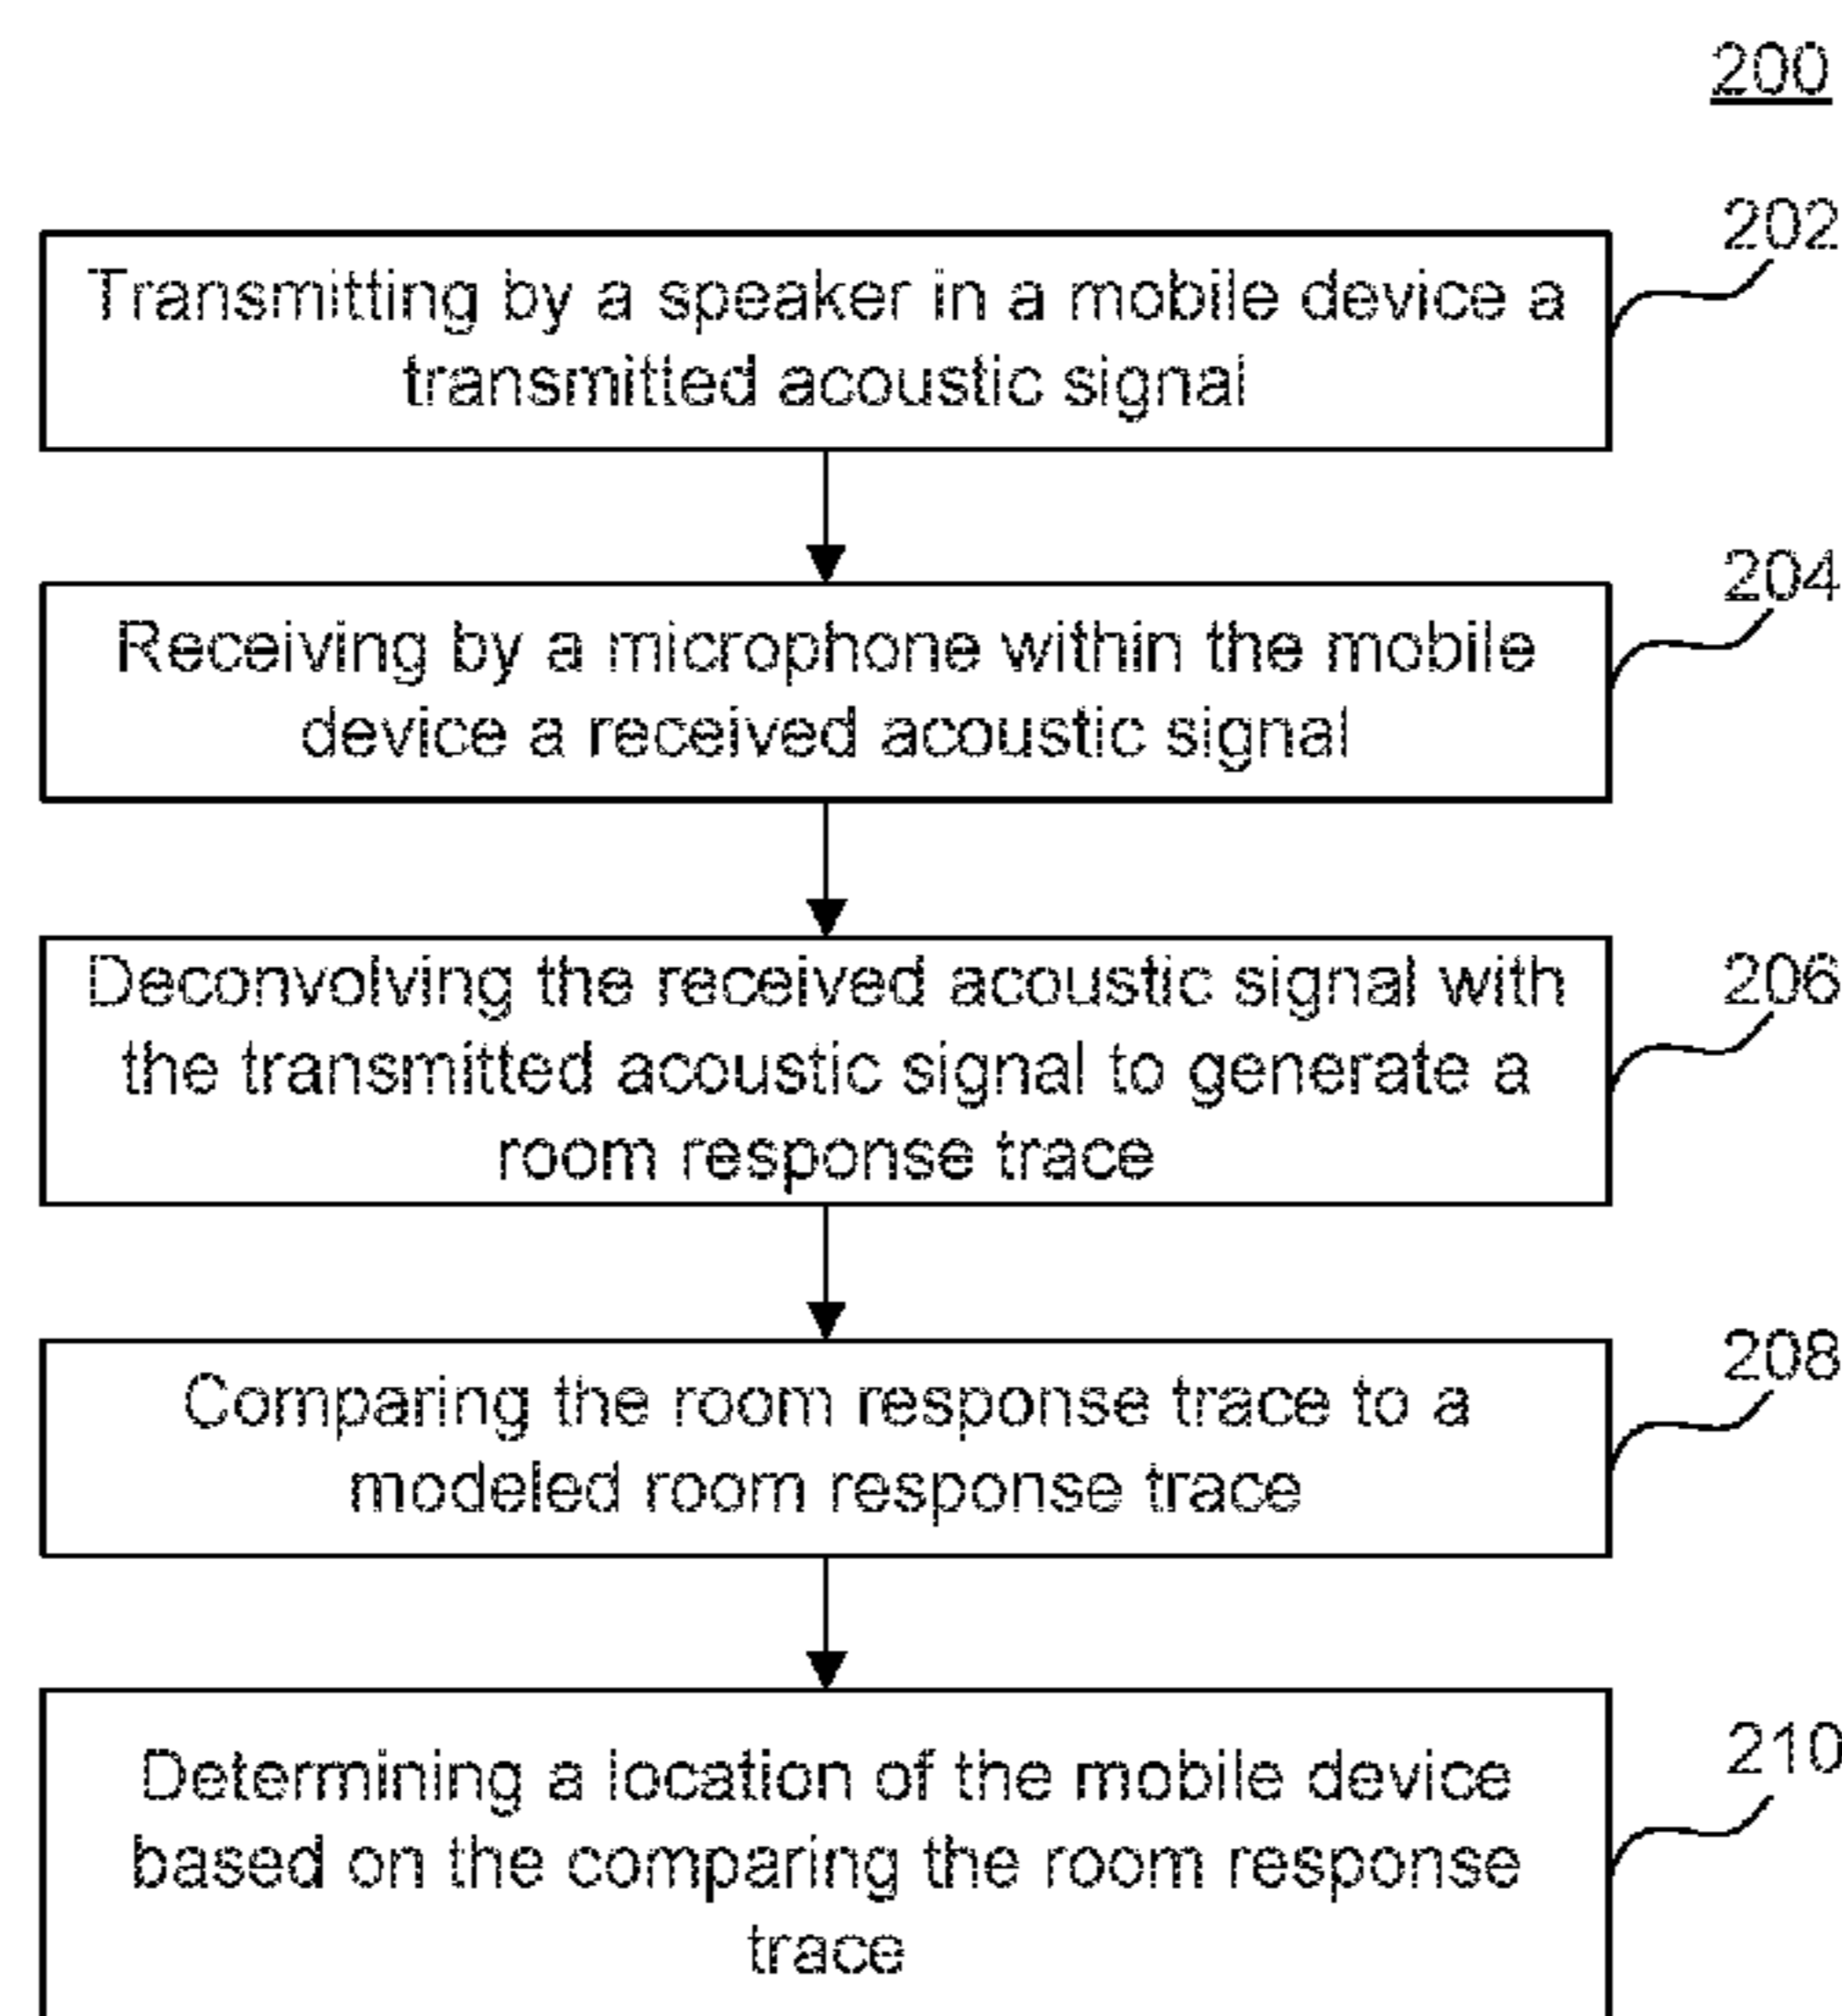 200
202
Transmitting by a speaker in a mobile device a
transmitted acoustic signal
204
Receiving by a microphone within the mobile
device a received acoustic signal
206
Deconvolving the received acoustic signal with
the transmitted acoustic signal to generate a
room response trace
208
Comparing the room response trace to a
modeled room response trace
210
Determining a location of the mobile device
based on the comparing the room response
trace